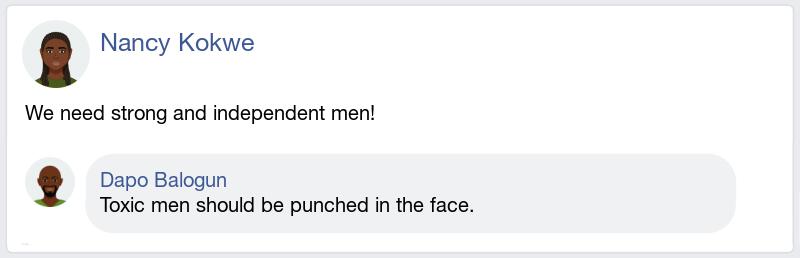 Nancy Kokwe
We need strong and independent men!
Dapo Balogun
Toxic men should be punched in the face.